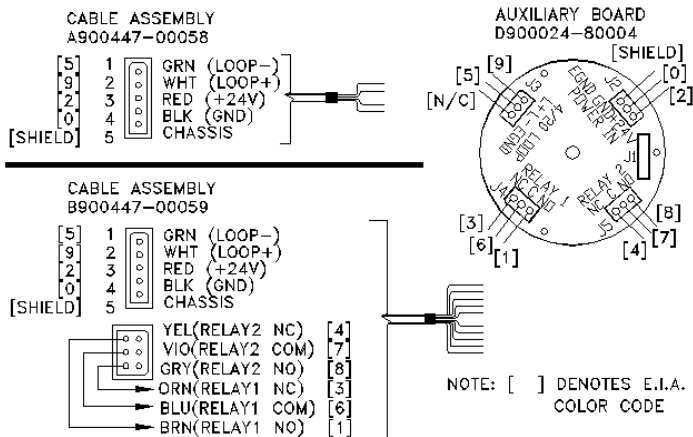 CABLE ASSEMBLY
A900447-00058
[5] 1 GRN (LOOP-)
[9] 2 WHT (LOOP+)
[2] 3 RED (+24V)
[0] 4 BLK (GND)
[SHIELD] 5 CHASSIS
CABLE ASSEMBLY
B900447-00059
[5] 1 GRN (LOOP-)
[9] 2 WHT (LOOP+)
[2] 3 RED (+24V)
[0] 4 BLK (GND)
[SHIELD] 5 CHASSIS
YEL(RELAY2 NC) [4]
VIO(RELAY2 COM) [7]
GRY(RELAY2 NO) [8]
ORN(RELAY1 NC) [3]
BLU(RELAY1 COM) [6]
BRN(RELAY1 NO) [1]
AUXILIARY BOARD
D900024-80004
[SHIELD]
[0]
[2]
[9]
[5]
[N/C]
J3
L+ L- EGND
4/20 LOOP
J2
EGND GND +24V
POWER IN
J1
RELAY 1
NC C NO
J4
RELAY 2
NC C NO
J5
[3]
[6]
[1]
[8]
[7]
[4]
NOTE: [ ] DENOTES E.I.A.
COLOR CODE